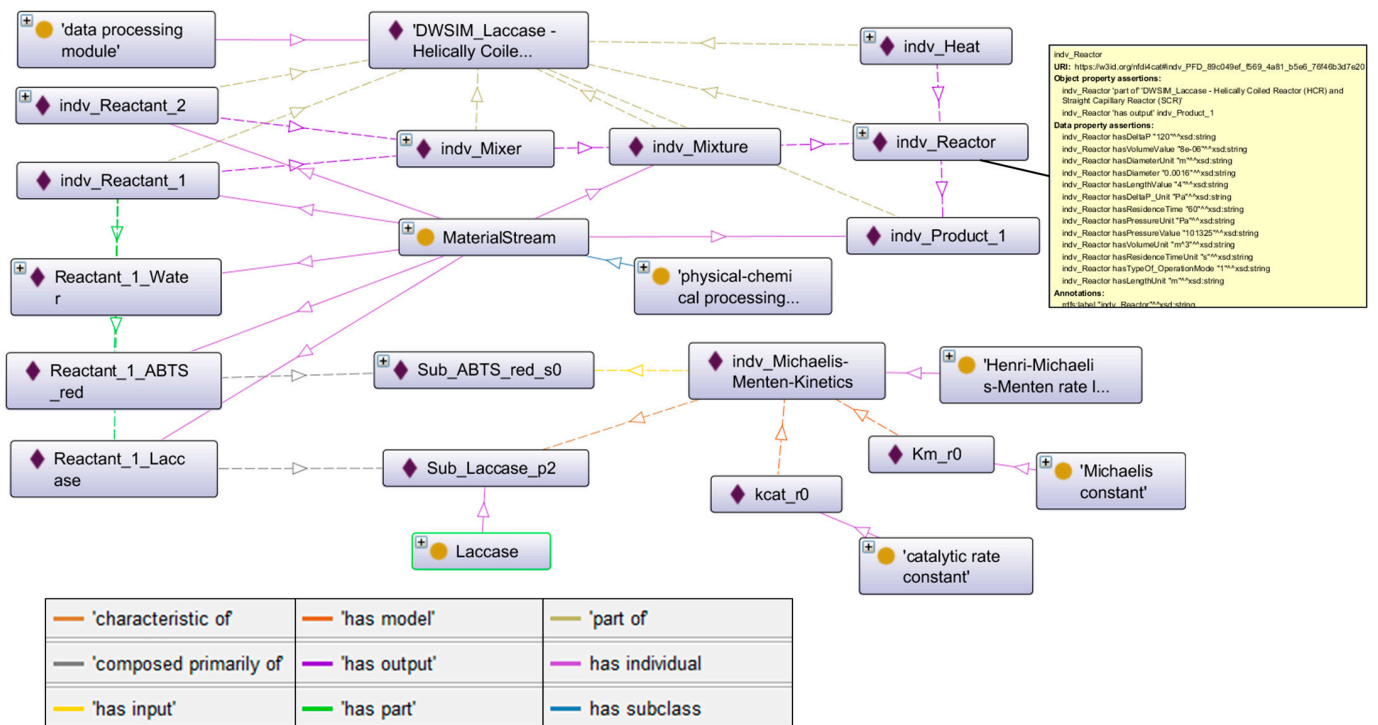 'data processing
module'
'DWSIM_Laccase -
Helically Coile...
indv_Heat
indv_Reactant_2
indv_Mixer
indv_Mixture
indv_Reactor
indv_Reactant_1
MaterialStream
indv_Product_1
Reactant_1_Wate
r
'physical-chemi
cal processing...
Reactant_1_ABTS
_red
Sub_ABTS_red_s0
indv_Michaelis-
Menten-Kinetics
'Henri-Michaeli
s-Menten rate l...
Reactant_1_Lacc
ase
Sub_Laccase_p2
Km_r0
'Michaelis
constant'
kcat_r0
Laccase
'catalytic rate
constant'
indv_Reactor
URI: https://w3id.org/nfdi4cat#indv_PFD_89c049ef_f569_4a81_b5e6_76f46b3d7e20
Object property assertions:
indv_Reactor 'part of' 'DWSIM_Laccase - Helically Coiled Reactor (HCR) and
Straight Capillary Reactor (SCR)'
indv_Reactor 'has output' indv_Product_1
Data property assertions:
indv_Reactor hasDeltaP "120"^^xsd:string
indv_Reactor hasVolumeValue "8e-06"^^xsd:string
indv_Reactor hasDiameterUnit "m"^^xsd:string
indv_Reactor hasDiameter "0.0016"^^xsd:string
indv_Reactor hasLengthValue "4"^^xsd:string
indv_Reactor hasDeltaP_Unit "Pa"^^xsd:string
indv_Reactor hasResidenceTime "60"^^xsd:string
indv_Reactor hasPressureUnit "Pa"^^xsd:string
indv_Reactor hasPressureValue "101325"^^xsd:string
indv_Reactor hasVolumeUnit "m^3"^^xsd:string
indv_Reactor hasResidenceTimeUnit "s"^^xsd:string
indv_Reactor hasTypeOf_OperationMode "1"^^xsd:string
indv_Reactor hasLengthUnit "m"^^xsd:string
Annotations:
rdfs:label "indv_Reactor"^^xsd:string
'characteristic of' 'has model' 'part of'
'composed primarily of' 'has output' has individual
'has input' 'has part' has subclass